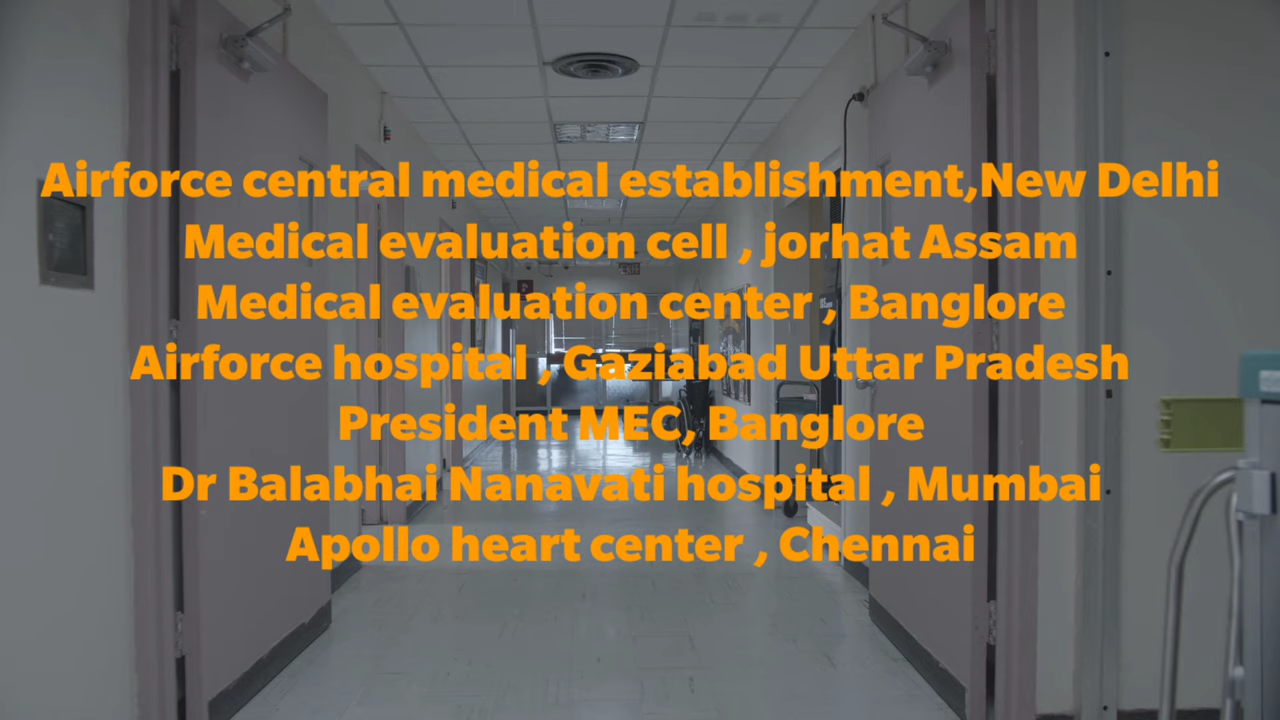 Airforce central medical establishment,New Delhi
Medical evaluation cell , jorhat Assam
Medical evaluation center , Banglore
Airforce hospital , Gaziabad Uttar Pradesh
President MEC, Banglore
Dr Balabhai Nanavati hospital , Mumbai
Apollo heart center , Chennai